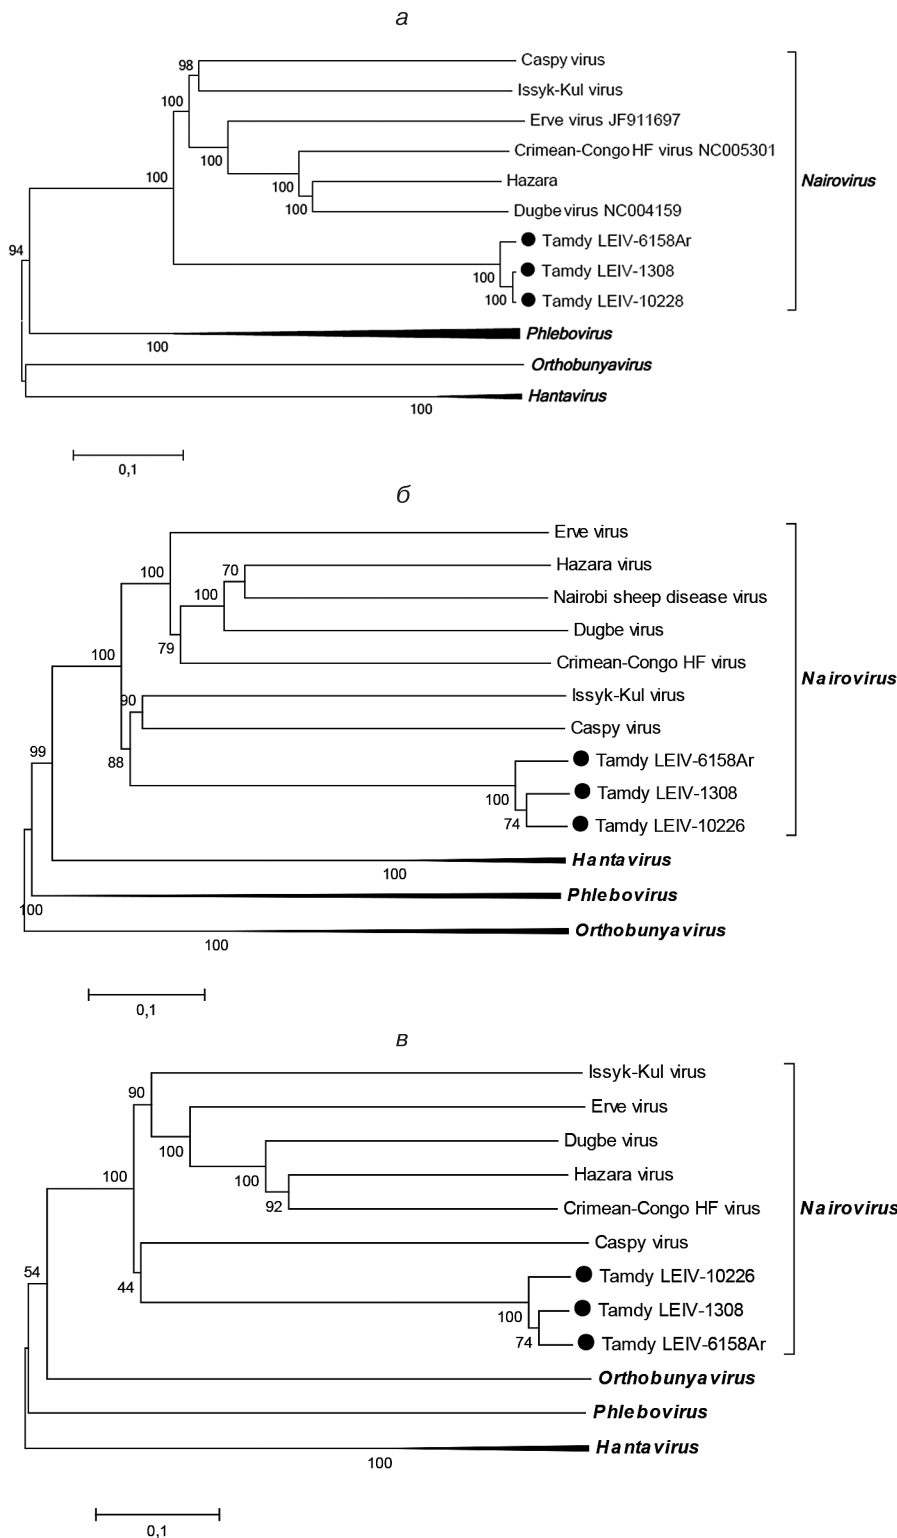 а
98
Caspy virus
Issyk-Kul virus
100
Erve virus JF911697
100
Crimean-Congo HF virus NC005301
100
100
Hazara
Nairovirus
100
Dugbe virus NC004159
94
Tamdy LEIV-6158Ar
100
Tamdy LEIV-1308
100
Tamdy LEIV-10228
Phlebovirus
100
Orthobunyavirus
Hantavirus
100
0,1
б
Erve virus
100
70
Hazara virus
100
Nairobi sheep disease virus
Dugbe virus
79
100
Crimean-Congo HF virus
Nairovirus
90
Issyk-Kul virus
Caspy virus
99
88
Tamdy LEIV-6158Ar
100
Tamdy LEIV-1308
74
Tamdy LEIV-10226
Hantavirus
100
Phlebovirus
100
Orthobunyavirus
100
0,1
в
Issyk-Kul virus
90
Erve virus
100
Dugbe virus
100
100
Hazara virus
92
Crimean-Congo HF virus
Nairovirus
Caspy virus
54
44
Tamdy LEIV-10226
100
Tamdy LEIV-1308
74
Tamdy LEIV-6158Ar
Orthobunyavirus
Phlebovirus
Hantavirus
100
0,1